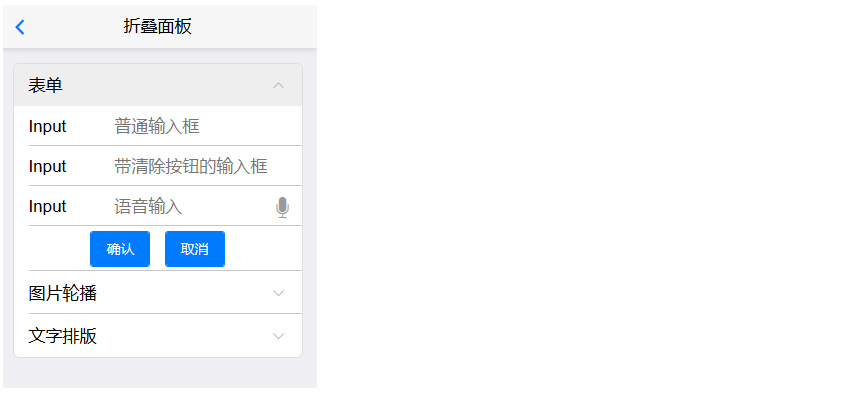 折叠面板
表单
Input 普通输入框
Input 带清除按钮的输入框
Input 语音输入
确认 取消
图片轮播
文字排版